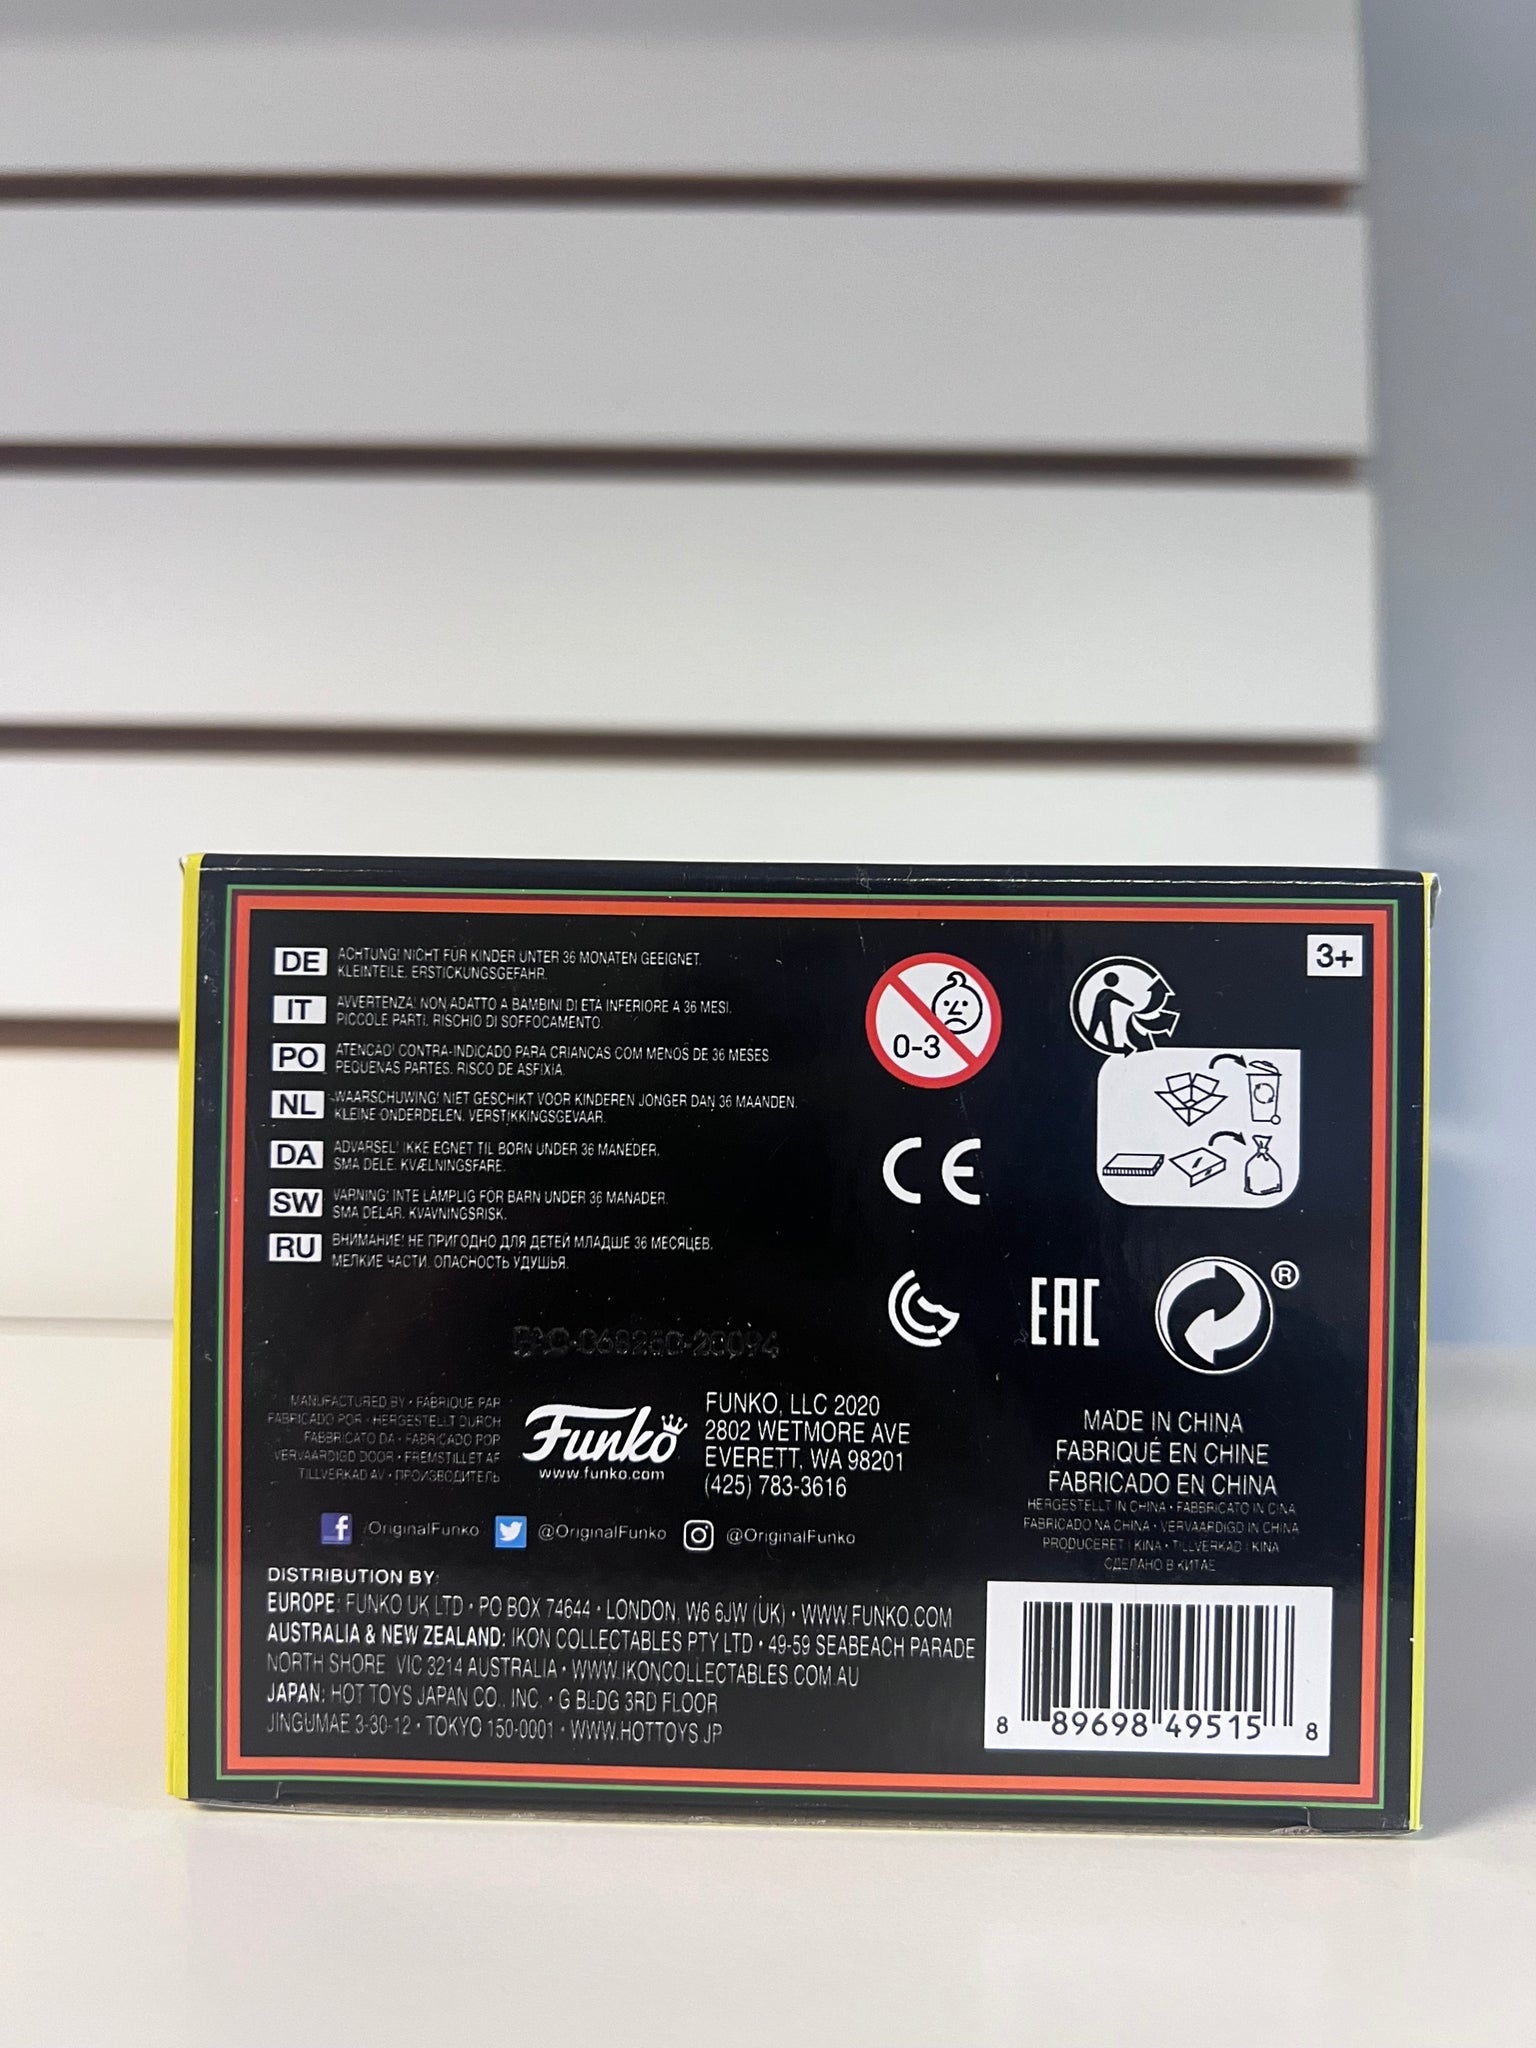 DE ACHTUNG! NICHT FÜR KINDER UNTER 36 MONATEN GEEIGNET.
KLEINTEILE. ERSTICKUNGSGEFAHR.
IT AVVERTENZA! NON ADATTO A BAMBINI DI ETÀ INFERIORE A 36 MESI.
PICCOLE PARTI. RISCHIO DI SOFFOCAMENTO.
PO ATENCAO! CONTRA-INDICADO PARA CRIANCAS COM MENOS DE 36 MESES.
PEQUENAS PARTES. RISCO DE ASFIXIA.
NL WAARSCHUWING! NIET GESCHIKT VOOR KINDEREN JONGER DAN 36 MAANDEN.
KLEINE ONDERDELEN. VERSTIKKINGSGEVAAR.
DA ADVARSEL! IKKE EGNET TIL BØRN UNDER 36 MANEDER.
SMA DELE. KVÆLNINGSFARE.
SW VARNING! INTE LÄMPLIG FÖR BARN UNDER 36 MANADER.
SMA DELAR. KVAVNINGSRISK.
RU ВНИМАНИЕ! НЕ ПРИГОДНО ДЛЯ ДЕТЕЙ МЛАДШЕ 36 МЕСЯЦЕВ.
МЕЛКИЕ ЧАСТИ. ОПАСНОСТЬ УДУШЬЯ.
0-3
3+
CE
EAC
®
MANUFACTURED BY • FABRIQUE PAR
FABRICADO POR • HERGESTELLT DURCH
FABBRICATO DA • FABRICADO POR
VERVAARDIGD DOOR • FREMSTILLET AF
TILLVERKAD AV • ПРОИЗВОДИТЕЛЬ
Funko
www.funko.com
FUNKO, LLC 2020
2802 WETMORE AVE
EVERETT, WA 98201
(425) 783-3616
MADE IN CHINA
FABRIQUÉ EN CHINE
FABRICADO EN CHINA
HERGESTELLT IN CHINA • FABBRICATO IN CINA
FABRICADO NA CHINA • VERVAARDIGD IN CHINA
PRODUCERET I KINA • TILLVERKAD I KINA
СДЕЛАНО В КИТАЕ
f /OriginalFunko @OriginalFunko @OriginalFunko
DISTRIBUTION BY:
EUROPE: FUNKO UK LTD • PO BOX 74644 • LONDON, W6 6JW (UK) • WWW.FUNKO.COM
AUSTRALIA & NEW ZEALAND: IKON COLLECTABLES PTY LTD • 49-59 SEABEACH PARADE
NORTH SHORE VIC 3214 AUSTRALIA • WWW.IKONCOLLECTABLES.COM.AU
JAPAN: HOT TOYS JAPAN CO., INC. • G BLDG 3RD FLOOR
JINGUMAE 3-30-12 • TOKYO 150-0001 • WWW.HOTTOYS.JP
8 89698 49515 8